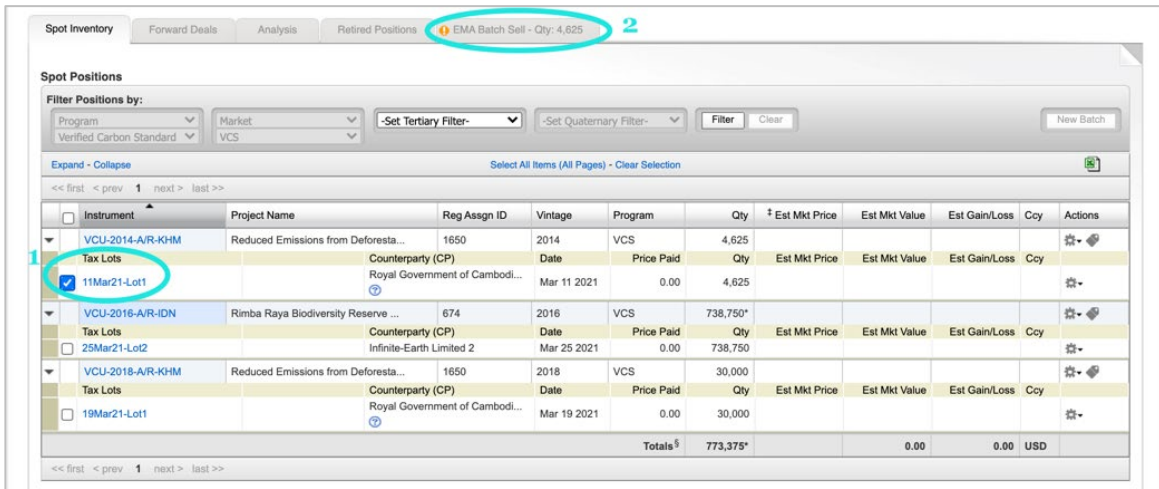 Spot Inventory Forward Deals Analysis Retired Positions EMA Batch Sell - Qty: 4,625 2
Spot Positions
Filter Positions by:
Program Market -Set Tertiary Filter- -Set Quaternary Filter- Filter Clear New Batch
Verified Carbon Standard VCS
Expand - Collapse Select All Items (All Pages) - Clear Selection
<< first < prev 1 next > last >>
Instrument Project Name Reg Assgn ID Vintage Program Qty ‡ Est Mkt Price Est Mkt Value Est Gain/Loss Ccy Actions
VCU-2014-A/R-KHM Reduced Emissions from Deforesta... 1650 2014 VCS 4,625
1 Tax Lots Counterparty (CP) Date Price Paid Qty Est Mkt Price Est Mkt Value Est Gain/Loss Ccy
11Mar21-Lot1 Royal Government of Cambodi... ? Mar 11 2021 0.00 4,625
VCU-2016-A/R-IDN Rimba Raya Biodiversity Reserve ... 674 2016 VCS 738,750*
Tax Lots Counterparty (CP) Date Price Paid Qty Est Mkt Price Est Mkt Value Est Gain/Loss Ccy
25Mar21-Lot2 Infinite-Earth Limited 2 Mar 25 2021 0.00 738,750
VCU-2018-A/R-KHM Reduced Emissions from Deforesta... 1650 2018 VCS 30,000
Tax Lots Counterparty (CP) Date Price Paid Qty Est Mkt Price Est Mkt Value Est Gain/Loss Ccy
19Mar21-Lot1 Royal Government of Cambodi... ? Mar 19 2021 0.00 30,000
Totals§ 773,375* 0.00 0.00 USD
<< first < prev 1 next > last >>